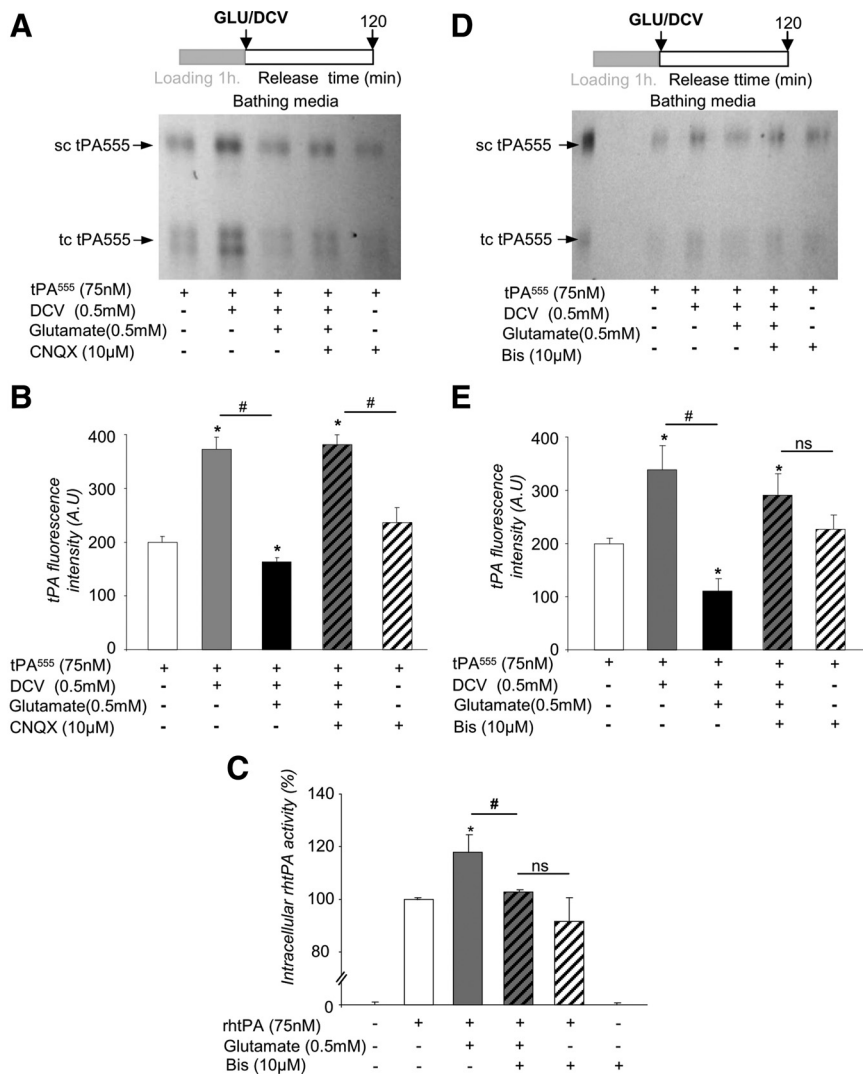 A
GLU/DCV
120
Loading 1h.
Release time (min)
Bathing media
sc tPA555
tc tPA555
tPA⁵⁵⁵ (75nM) + + + + +
DCV (0.5mM) - + + + -
Glutamate(0.5mM) - - + + -
CNQX (10µM) - - - + +
D
GLU/DCV
120
Loading 1h.
Release ttime (min)
Bathing media
sc tPA555
tc tPA555
tPA⁵⁵⁵ (75nM) + + + + +
DCV (0.5mM) - + + + -
Glutamate(0.5mM) - - + + -
Bis (10µM) - - - + +
B
tPA fluorescence
intensity (A.U)
400
300
200
100
0
* # * * #
tPA⁵⁵⁵ (75nM) + + + + +
DCV (0.5mM) - + + + -
Glutamate(0.5mM) - - + + -
CNQX (10µM) - - - + +
E
tPA fluorescence
intensity (A.U)
400
300
200
100
0
* # * * ns
tPA⁵⁵⁵ (75nM) + + + + +
DCV (0.5mM) - + + + -
Glutamate(0.5mM) - - + + -
Bis (10µM) - - - + +
C
Intracellular rhtPA activity (%)
140
120
100
80
0
* # ns
rhtPA (75nM) - + + + + -
Glutamate (0.5mM) - - + + - -
Bis (10µM) - - - + + +